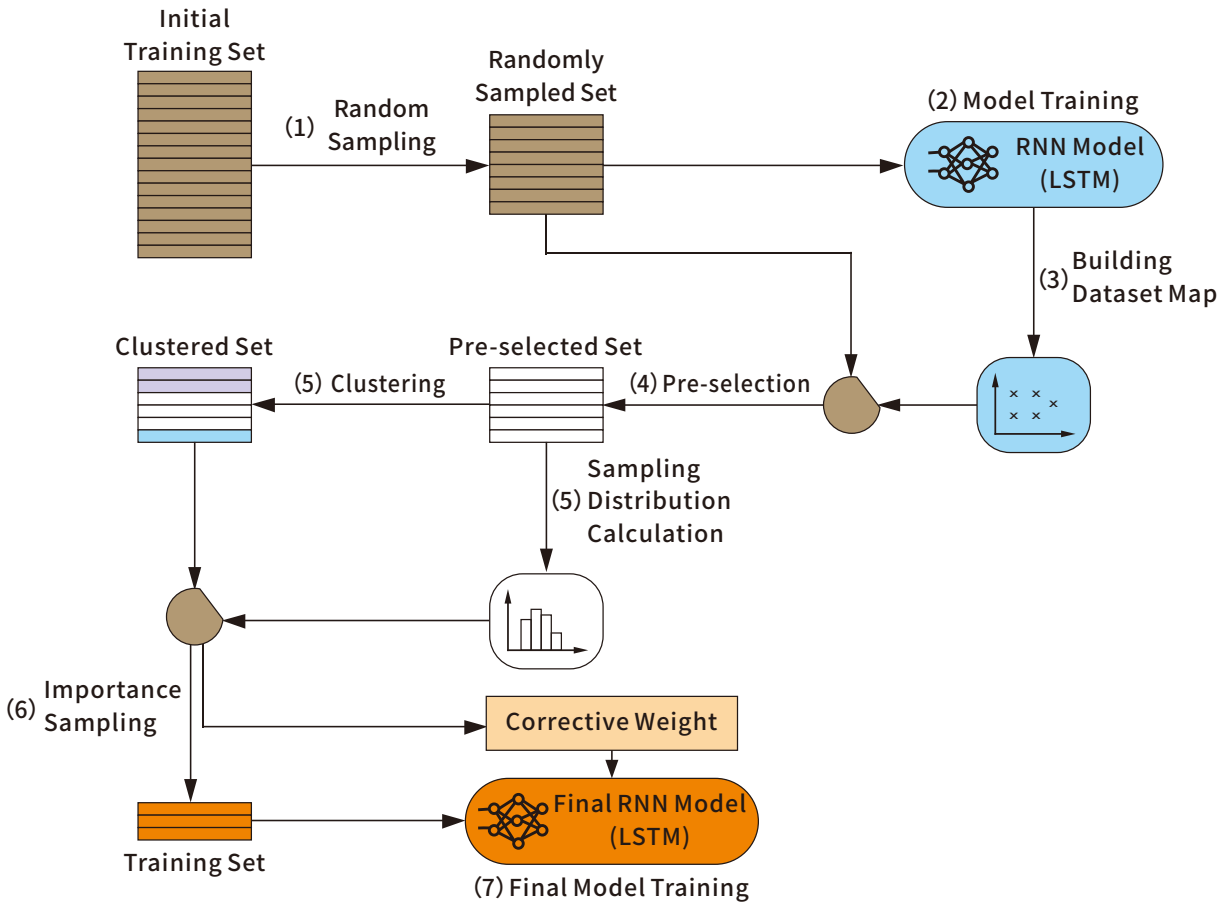 Initial
Training Set
(1) Random
Sampling
Randomly
Sampled Set
(2) Model Training
RNN Model
(LSTM)
(3) Building
Dataset Map
Clustered Set
(5) Clustering
Pre-selected Set
(4) Pre-selection
Sampling
(5) Distribution
Calculation
(6) Importance
Sampling
Corrective Weight
Final RNN Model
(LSTM)
Training Set
(7) Final Model Training